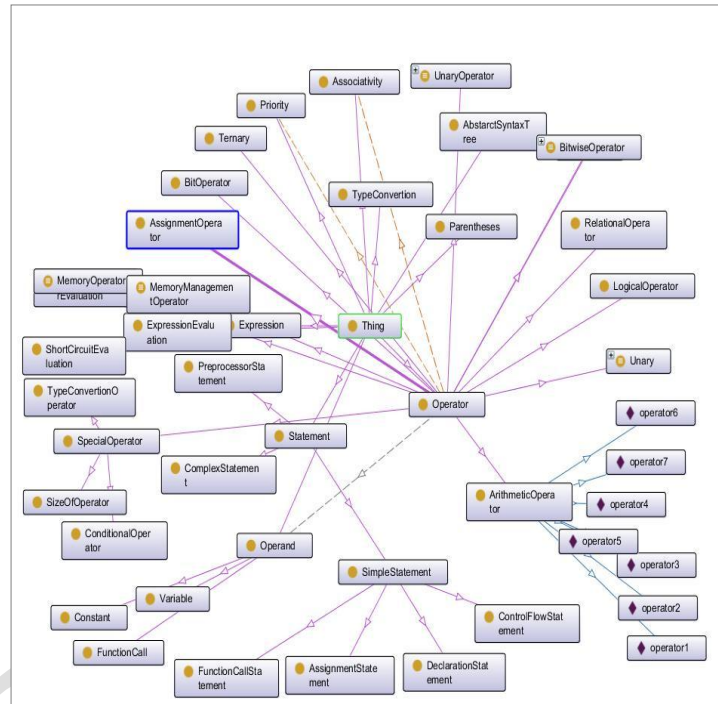 Associativity
UnaryOperator
Priority
AbstarctSyntaxT
ree
Ternary
BitwiseOperator
BitOperator
TypeConvertion
AssignmentOpera
tor
Parentheses
RelationalOpera
tor
MemoryOperator
rEvaluation
MemoryManagemen
tOperator
LogicalOperator
ExpressionEvalu
ation
Expression
Thing
ShortCircuitEva
luation
PreprocessorSta
tement
Unary
TypeConvertionO
perator
Operator
operator6
SpecialOperator
Statement
operator7
ComplexStatemen
t
SizeOfOperator
ArithmeticOpera
tor
operator4
ConditionalOper
ator
Operand
operator5
operator3
SimpleStatement
Variable
Constant
operator2
ControlFlowStat
ement
FunctionCall
operator1
FunctionCallSta
tement
AssignmentState
ment
DeclarationStat
ement